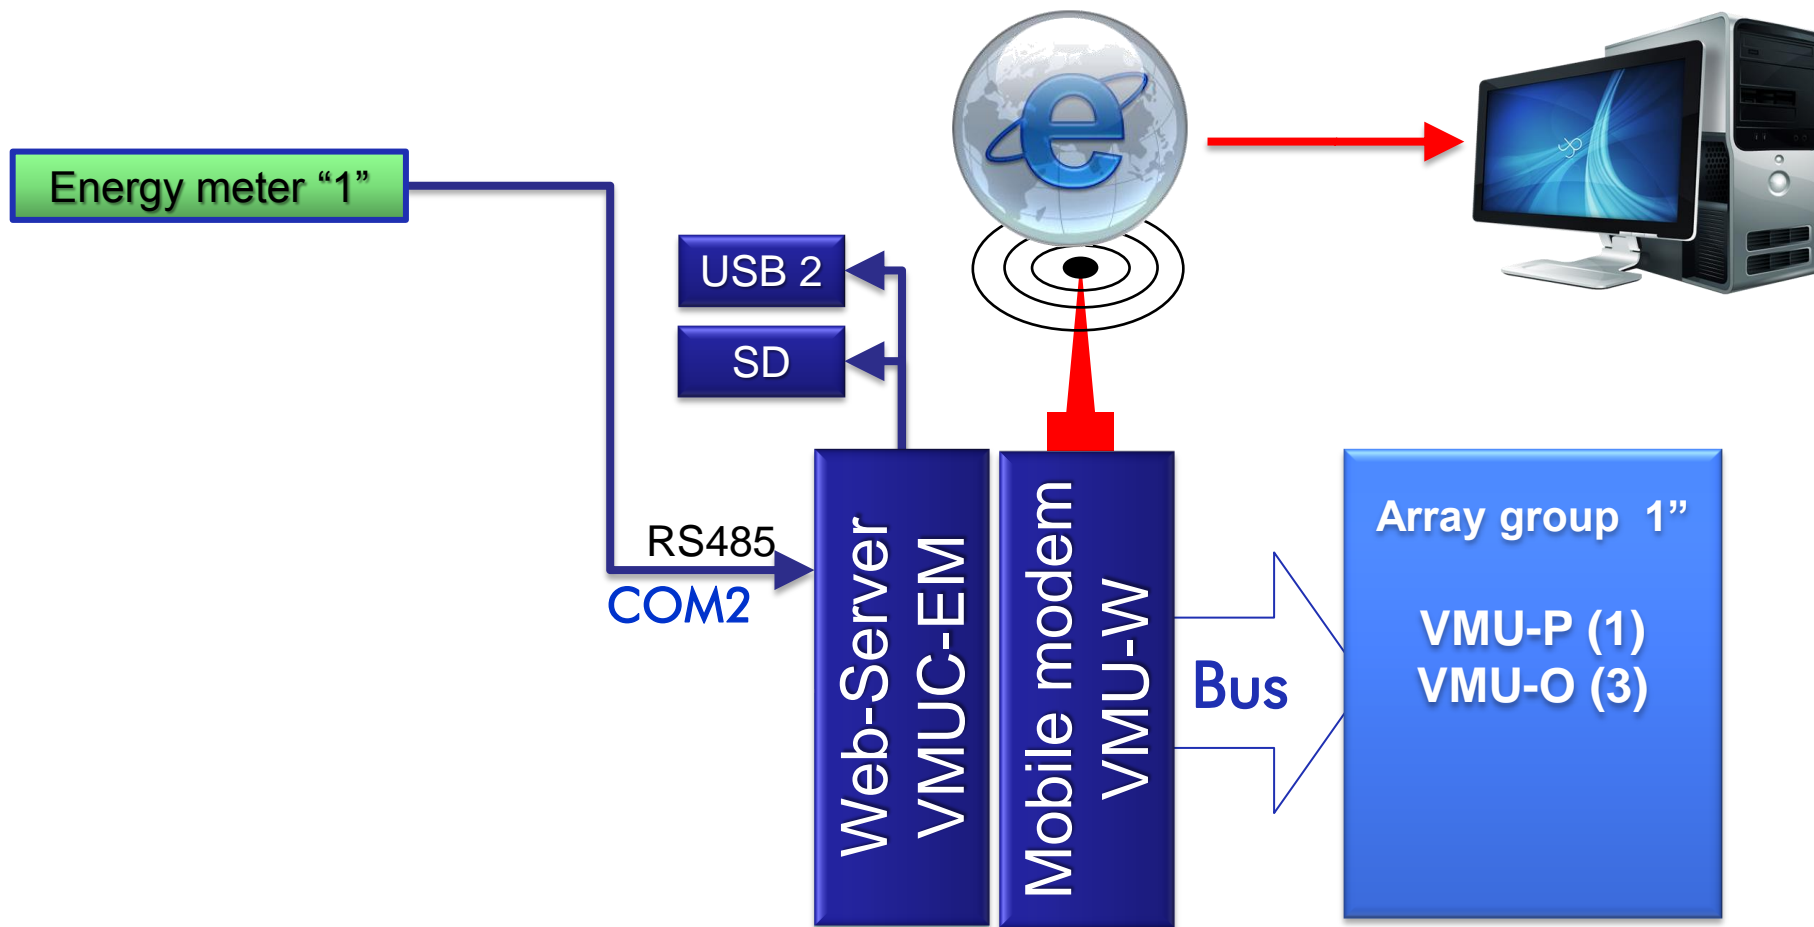 Energy meter “1”
USB 2
SD
RS485
COM2
Web-Server
VMUC-EM
Mobile modem
VMU-W
Bus
Array group  1”
VMU-P (1)
VMU-O (3)
e